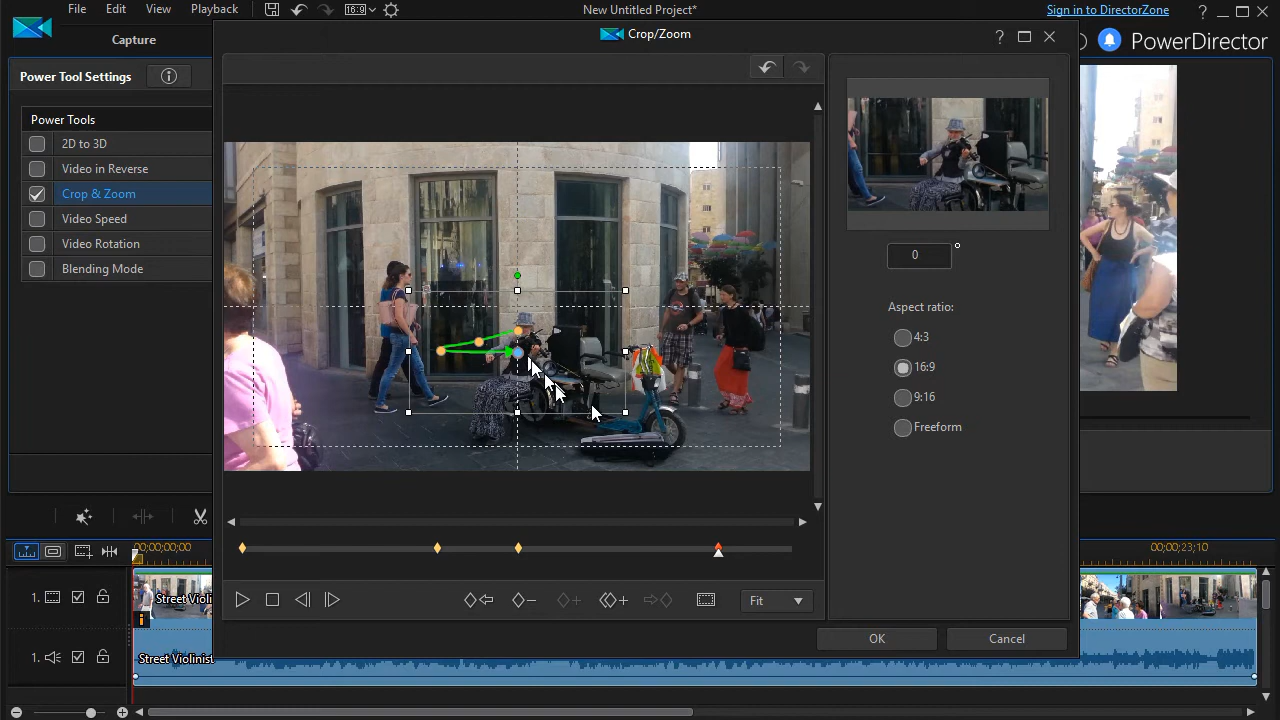 File Edit View Playback
16:9
New Untitled Project*
Sign in to DirectorZone
?
Capture
Crop/Zoom
?
PowerDirector
Power Tool Settings
Power Tools
2D to 3D
Video in Reverse
Crop & Zoom
Video Speed
Video Rotation
Blending Mode
0
Aspect ratio:
4:3
16:9
9:16
Freeform
00;00;00;00
00;00;23;10
Fit
OK
Cancel
1.
Street Violi
1.
Street Violinist